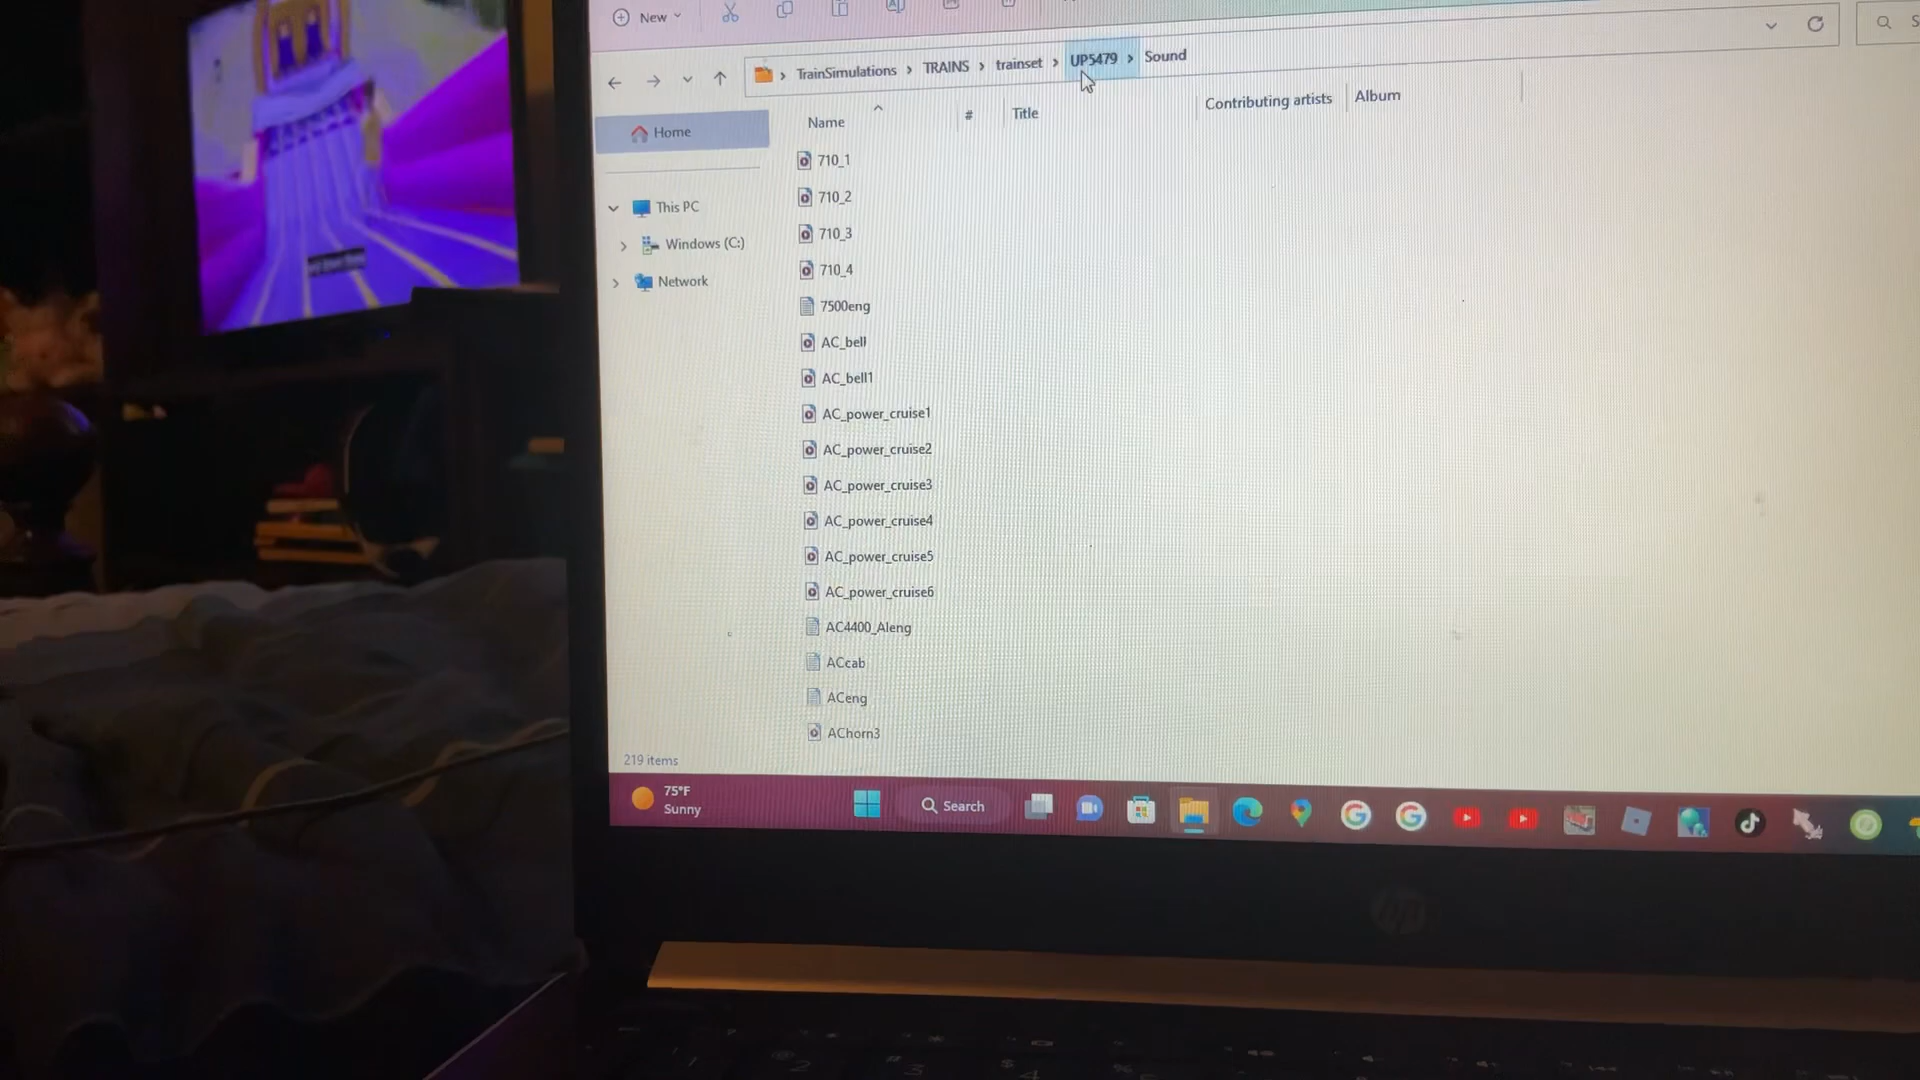 New
TrainSimulations > TRAINS > trainset > UP5479 > Sound
Home
This PC
Windows (C:)
Network
Name
#
Title
Contributing artists
Album
710_1
710_2
710_3
710_4
7500eng
AC_bell
AC_bell1
AC_power_cruise1
AC_power_cruise2
AC_power_cruise3
AC_power_cruise4
AC_power_cruise5
AC_power_cruise6
AC4400_Aleng
ACcab
ACeng
AChorn3
219 items
75°F
Sunny
Search
hp